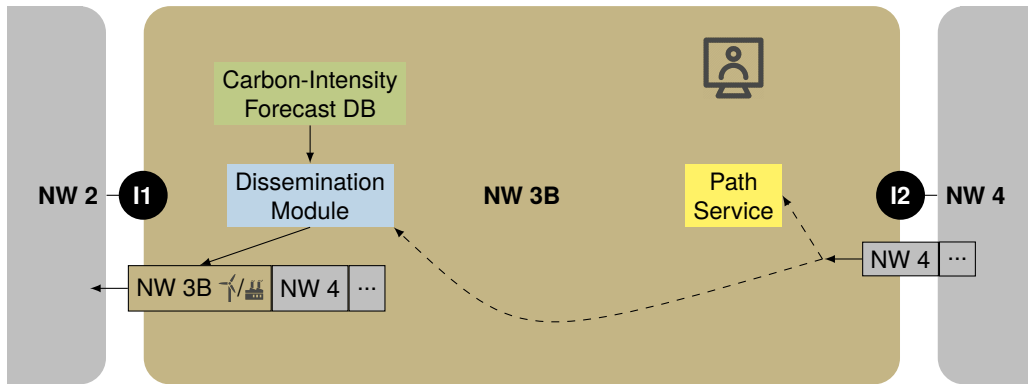 Carbon-Intensity
Forecast DB
NW 2
I1
Dissemination
Module
NW 3B
Path
Service
I2
NW 4
NW 4 ...
NW 3B / NW 4 ...